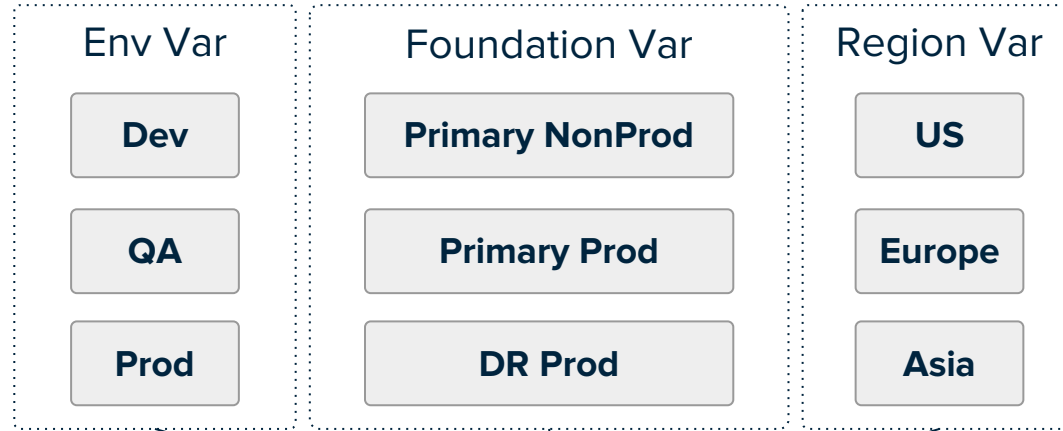 Env Var
Dev
QA
Prod
Foundation Var
Primary NonProd
Primary Prod
DR Prod
Region Var
US
Europe
Asia